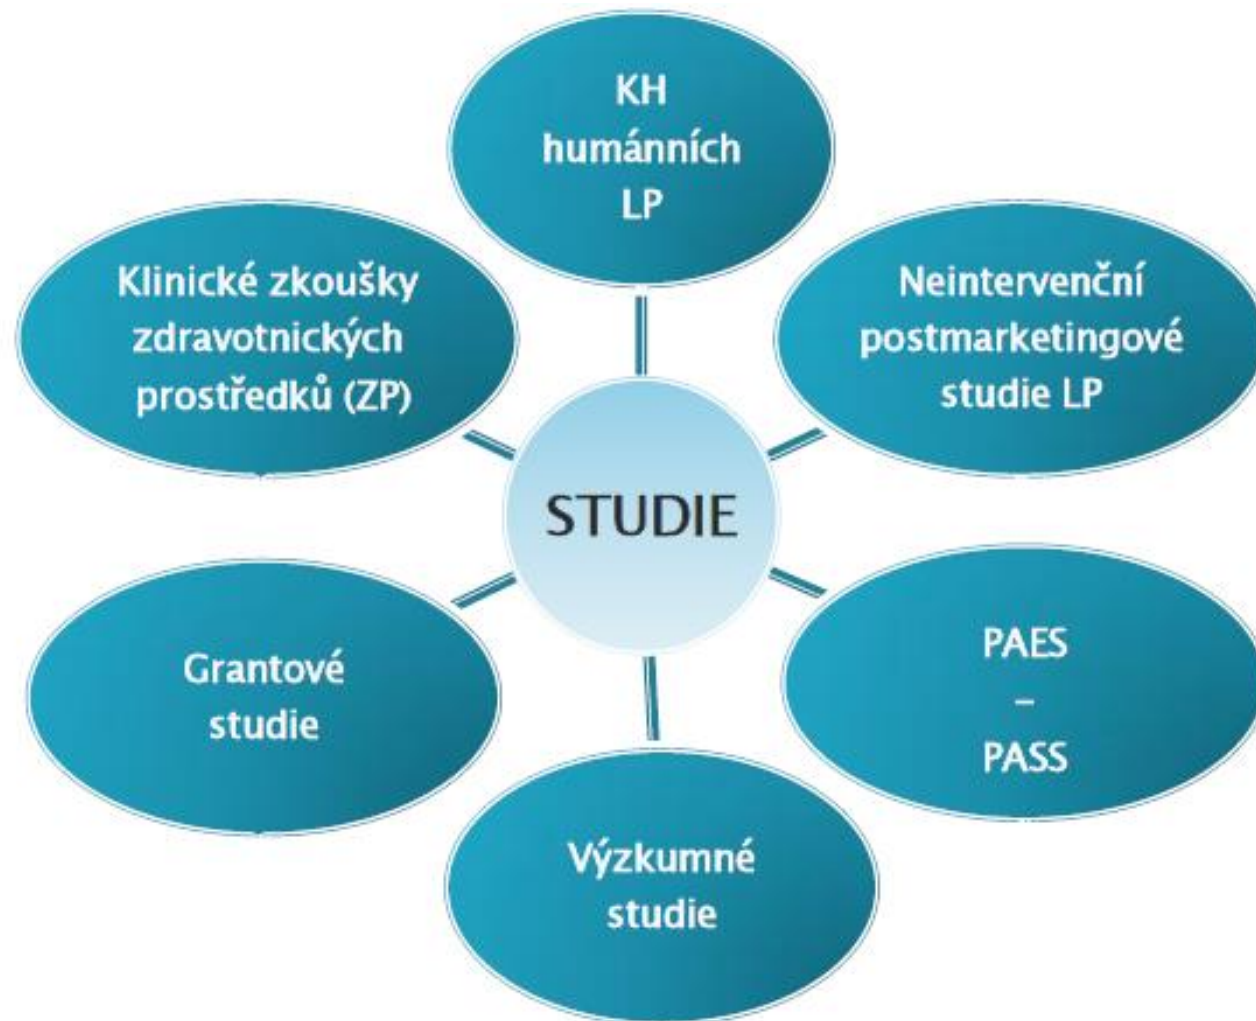 KH
humánních
LP
Klinické zkoušky
zdravotnických
prostředků (ZP)
Neintervenční
postmarketingové
studie LP
STUDIE
Grantové
studie
PAES
–
PASS
Výzkumné
studie